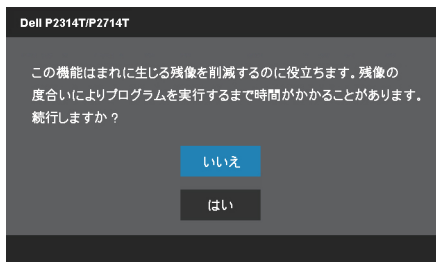 Dell P2314T/P2714T
この機能はまれに生じる残像を削減するのに役立ちます。残像の
度合いによりプログラムを実行するまで時間がかかることがあります。
続行しますか ?
いいえ
はい